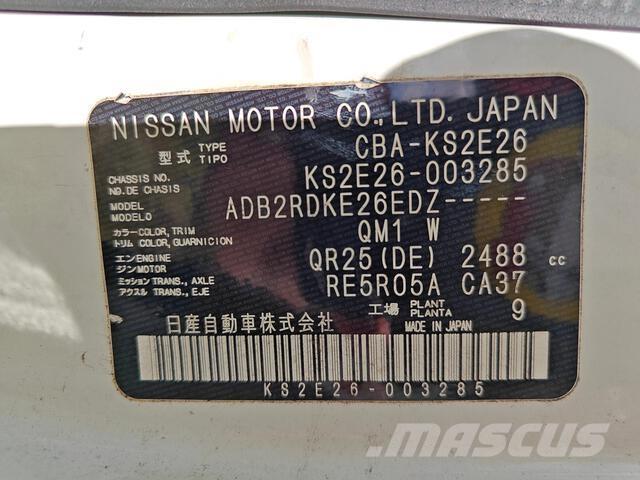 NISSAN MOTOR CO.,LTD. JAPAN
型式 TYPE TIPO CBA-KS2E26
CHASSIS NO. NO. DE CHASIS KS2E26-003285
MODEL MODELO ADB2RDKE26EDZ-----
カラー COLOR, TRIM トリム COLOR, GUARNICION QM1 W
エンジン ENGINE MOTOR QR25(DE) 2488 cc
ミッション TRANS., AXLE アクスル TRANS., EJE RE5R05A CA37
工場 PLANT PLANTA 9
日産自動車株式会社 MADE IN JAPAN
KS2E26-003285
MASCUS